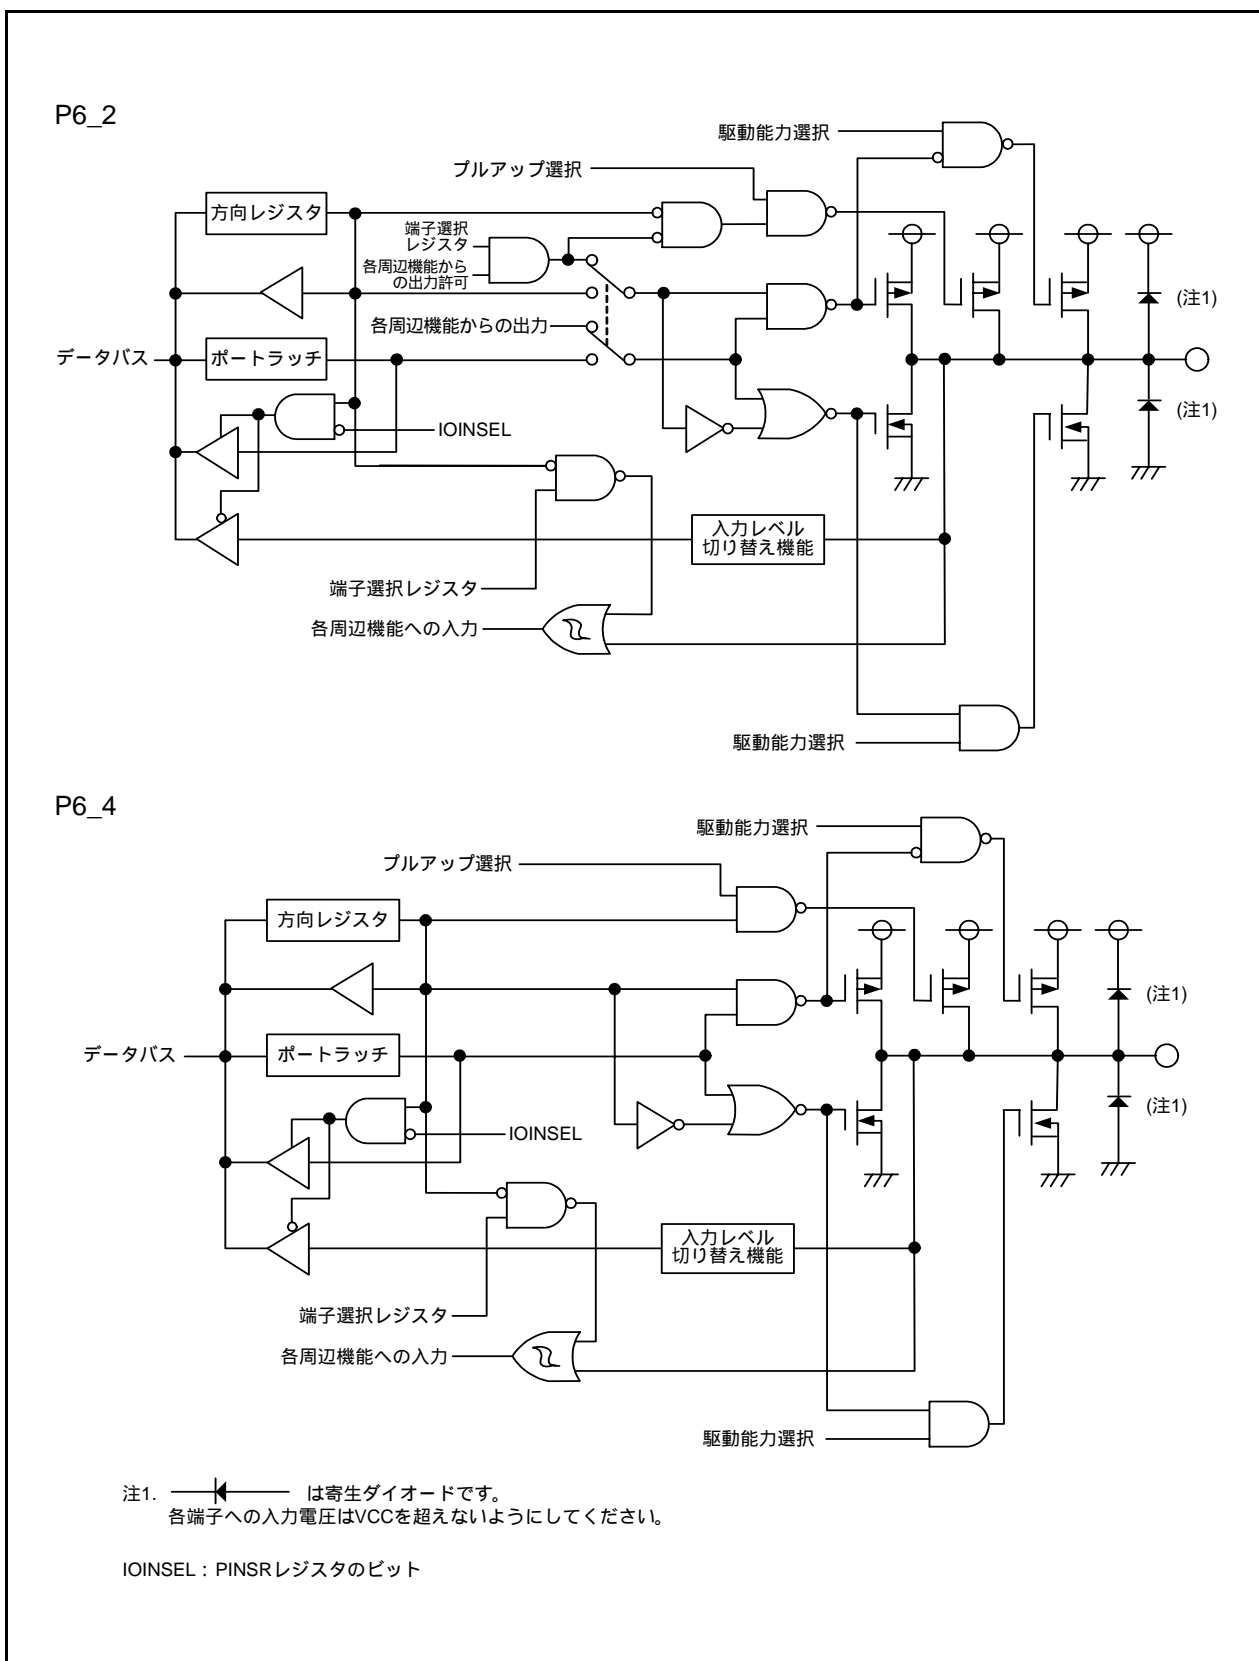 P6_2
駆動能力選択
プルアップ選択
方向レジスタ
端子選択
レジスタ
各周辺機能から
の出力許可
(注1)
各周辺機能からの出力
データバス
ポートラッチ
(注1)
IOINSEL
入力レベル
切り替え機能
端子選択レジスタ
各周辺機能への入力
駆動能力選択
P6_4
駆動能力選択
プルアップ選択
方向レジスタ
(注1)
データバス
ポートラッチ
(注1)
IOINSEL
入力レベル
切り替え機能
端子選択レジスタ
各周辺機能への入力
駆動能力選択
注1. は寄生ダイオードです。
各端子への入力電圧はVCCを超えないようにしてください。
IOINSEL：PINSRレジスタのビット